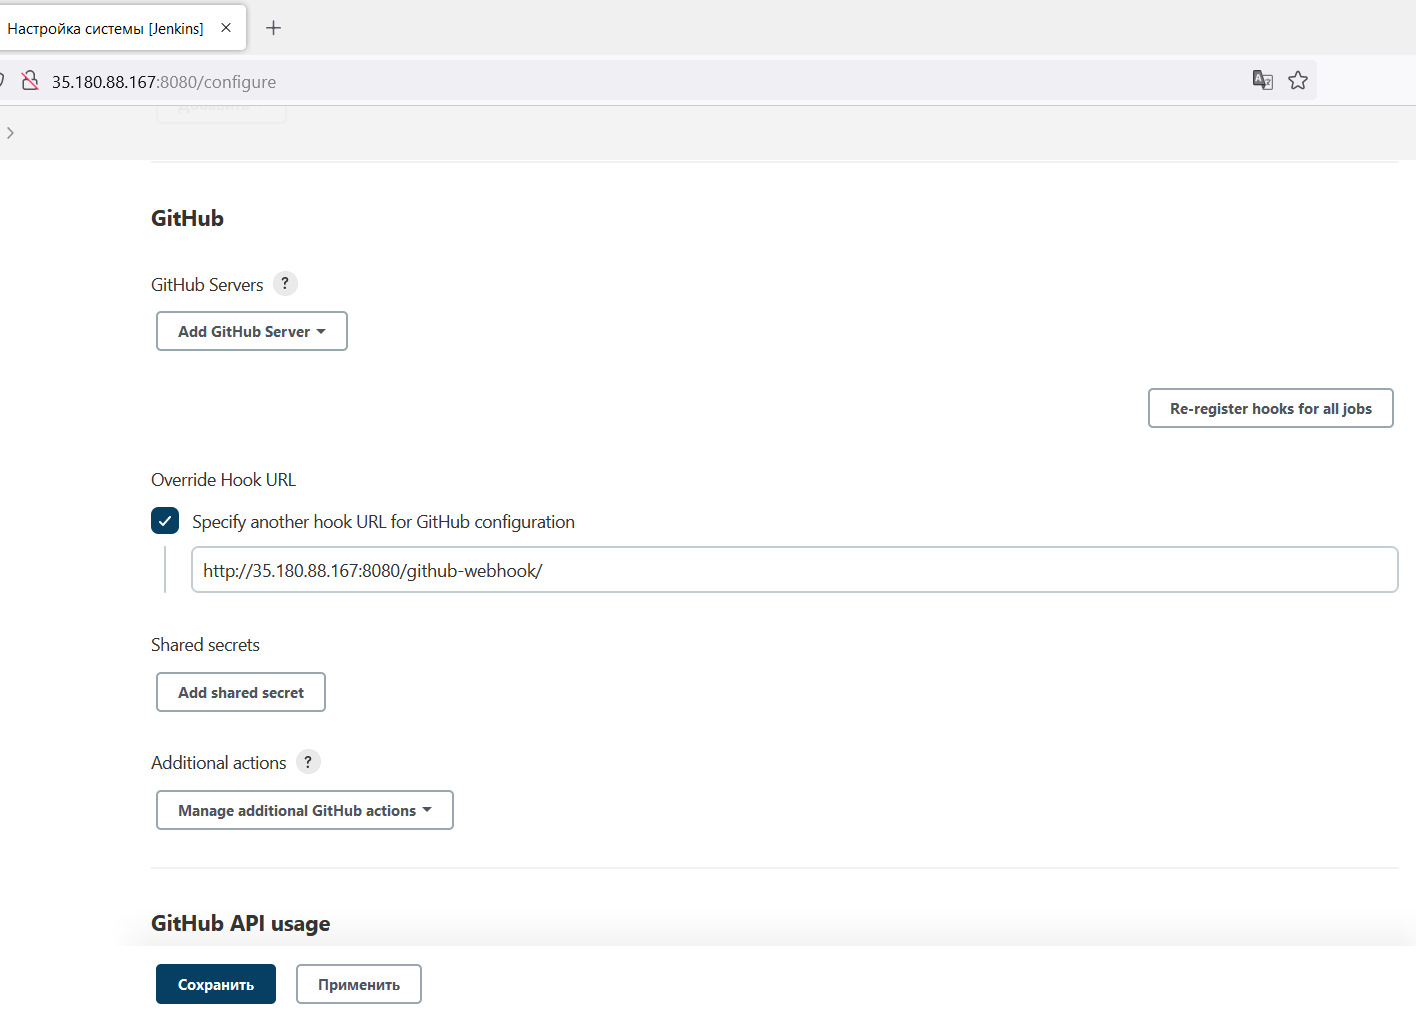 Настройка системы [Jenkins]
35.180.88.167:8080/configure
Добавить
GitHub
GitHub Servers ?
Add GitHub Server
Re-register hooks for all jobs
Override Hook URL
Specify another hook URL for GitHub configuration
http://35.180.88.167:8080/github-webhook/
Shared secrets
Add shared secret
Additional actions ?
Manage additional GitHub actions
GitHub API usage
Сохранить
Применить